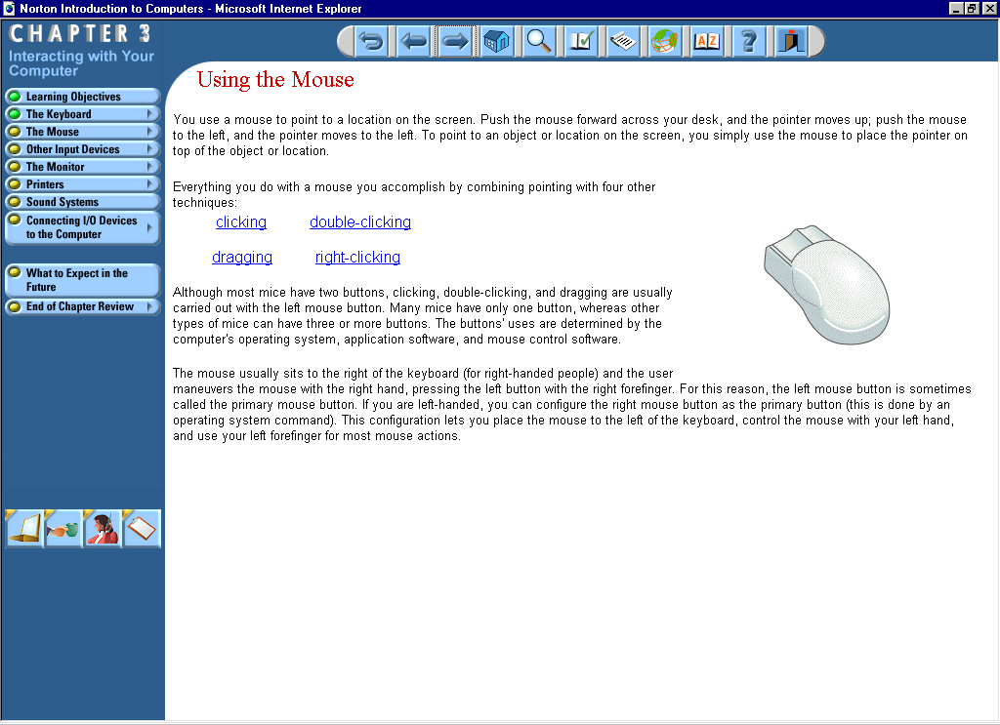 Norton Introduction to Computers - Microsoft Internet Explorer
CHAPTER 3
Interacting with Your
Computer
Learning Objectives
The Keyboard
The Mouse
Other Input Devices
The Monitor
Printers
Sound Systems
Connecting I/O Devices
to the Computer
What to Expect in the
Future
End of Chapter Review
A Z
?
Using the Mouse
You use a mouse to point to a location on the screen. Push the mouse forward across your desk, and the pointer moves up; push the mouse
to the left, and the pointer moves to the left. To point to an object or location on the screen, you simply use the mouse to place the pointer on
top of the object or location.
Everything you do with a mouse you accomplish by combining pointing with four other
techniques:
clicking double-clicking
dragging right-clicking
Although most mice have two buttons, clicking, double-clicking, and dragging are usually
carried out with the left mouse button. Many mice have only one button, whereas other
types of mice can have three or more buttons. The buttons' uses are determined by the
computer's operating system, application software, and mouse control software.
The mouse usually sits to the right of the keyboard (for right-handed people) and the user
maneuvers the mouse with the right hand, pressing the left button with the right forefinger. For this reason, the left mouse button is sometimes
called the primary mouse button. If you are left-handed, you can configure the right mouse button as the primary button (this is done by an
operating system command). This configuration lets you place the mouse to the left of the keyboard, control the mouse with your left hand,
and use your left forefinger for most mouse actions.